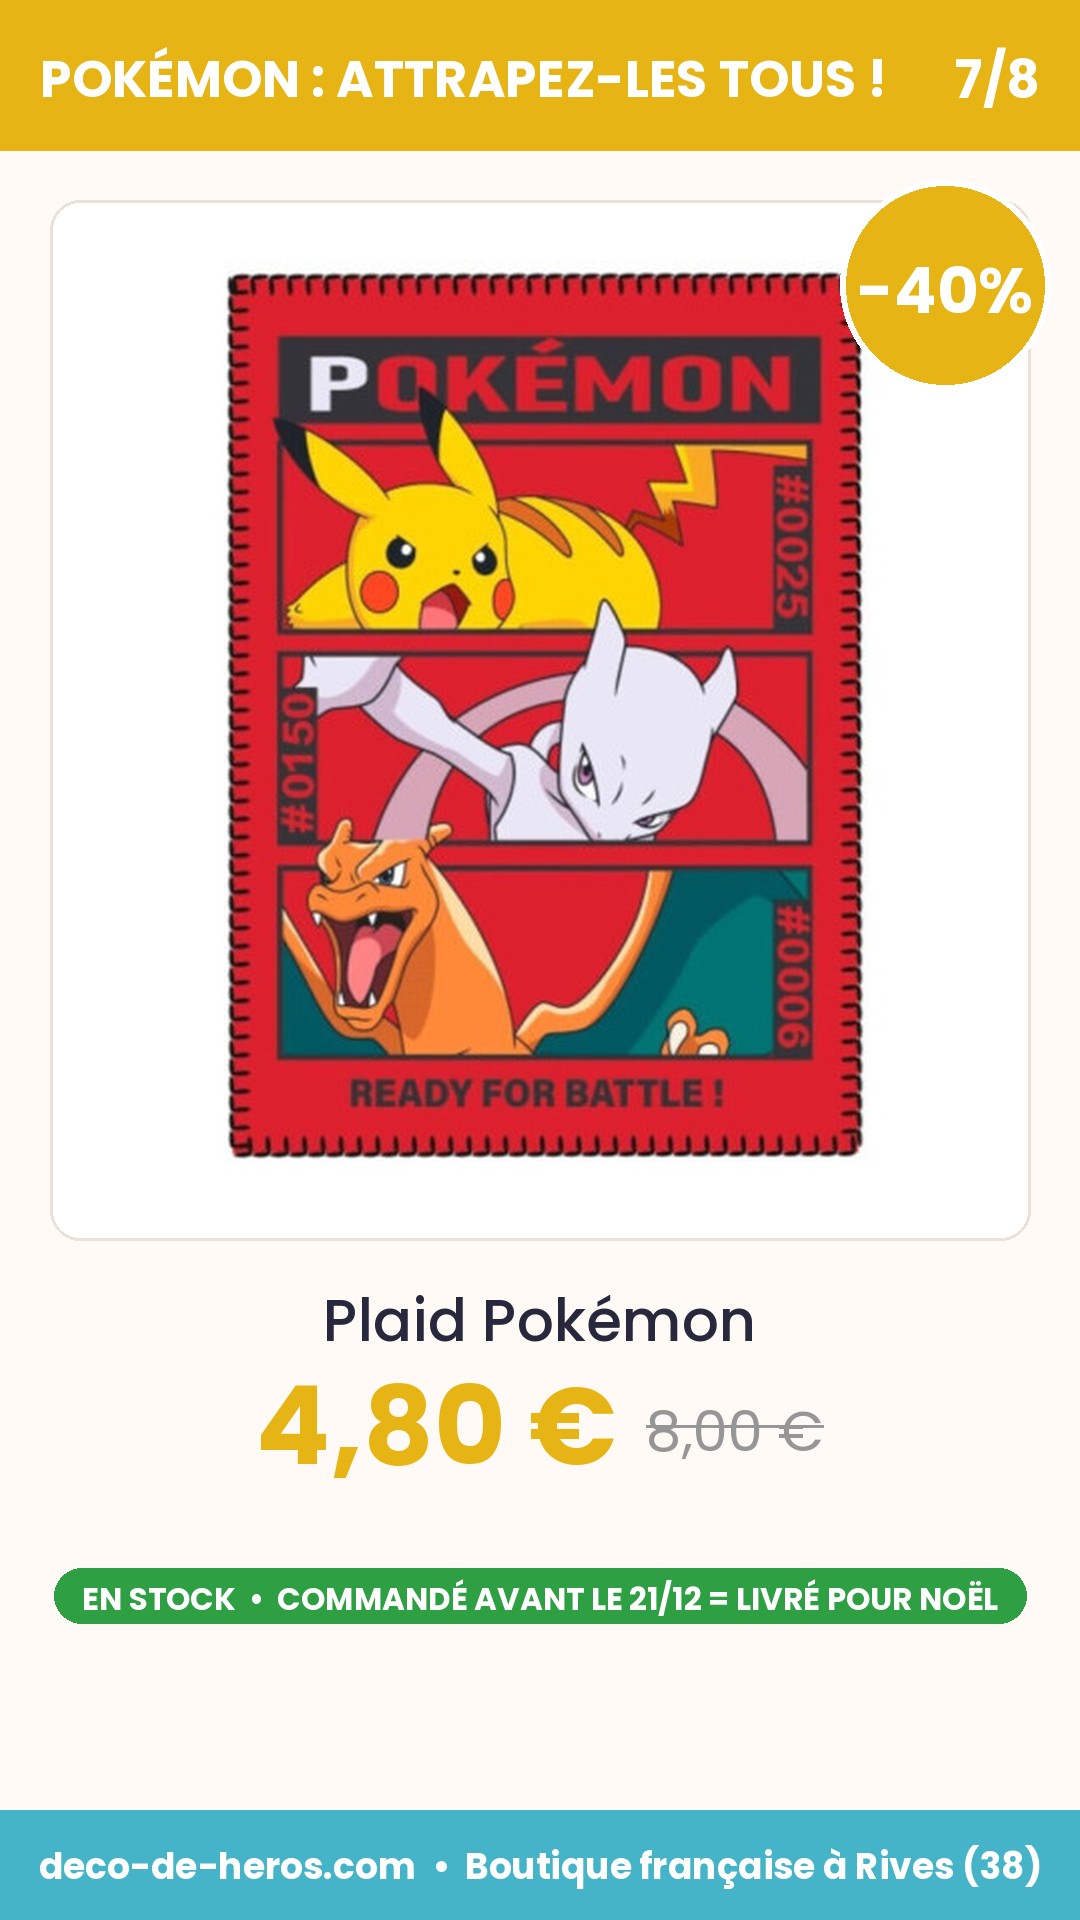 POKÉMON : ATTRAPEZ-LES TOUS ! 7/8
-40%
POKÉMON
#0025
#0150
#0006
READY FOR BATTLE !
Plaid Pokémon
4,80 € 8,00 €
EN STOCK • COMMANDÉ AVANT LE 21/12 = LIVRÉ POUR NOËL
deco-de-heros.com • Boutique française à Rives (38)